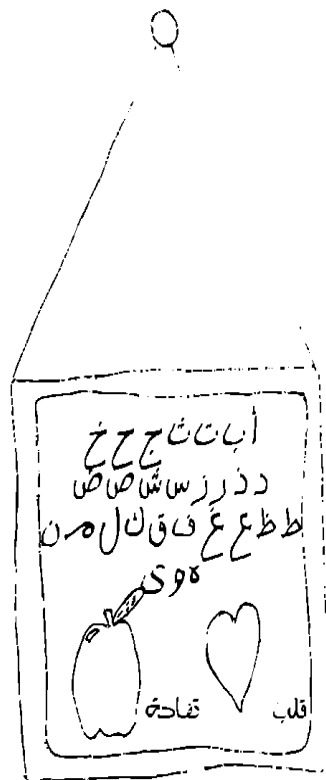 أ ب ت ث ج ح خ
د ذ ر ز س ش ص ض
ط ظ ع غ ف ق ك ل م ن
ه و ي
قلب
تفاحة